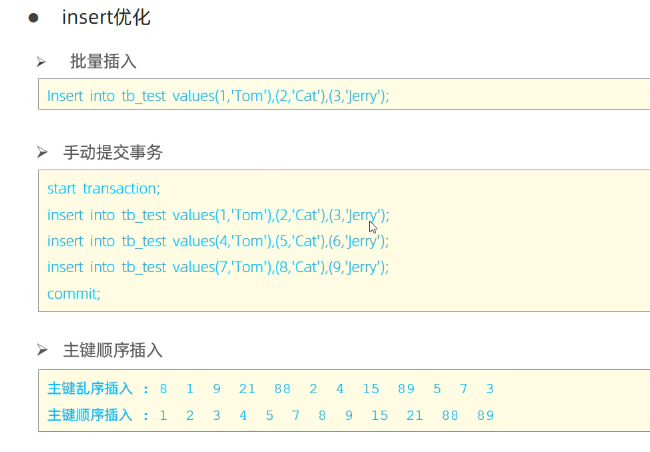 ● insert优化
➢ 批量插入
Insert into tb_test values(1,'Tom'),(2,'Cat'),(3,'Jerry');
➢ 手动提交事务
start transaction;
insert into tb_test values(1,'Tom'),(2,'Cat'),(3,'Jerry');
insert into tb_test values(4,'Tom'),(5,'Cat'),(6,'Jerry');
insert into tb_test values(7,'Tom'),(8,'Cat'),(9,'Jerry');
commit;
➢ 主键顺序插入
主键乱序插入 : 8 1 9 21 88 2 4 15 89 5 7 3
主键顺序插入 : 1 2 3 4 5 7 8 9 15 21 88 89